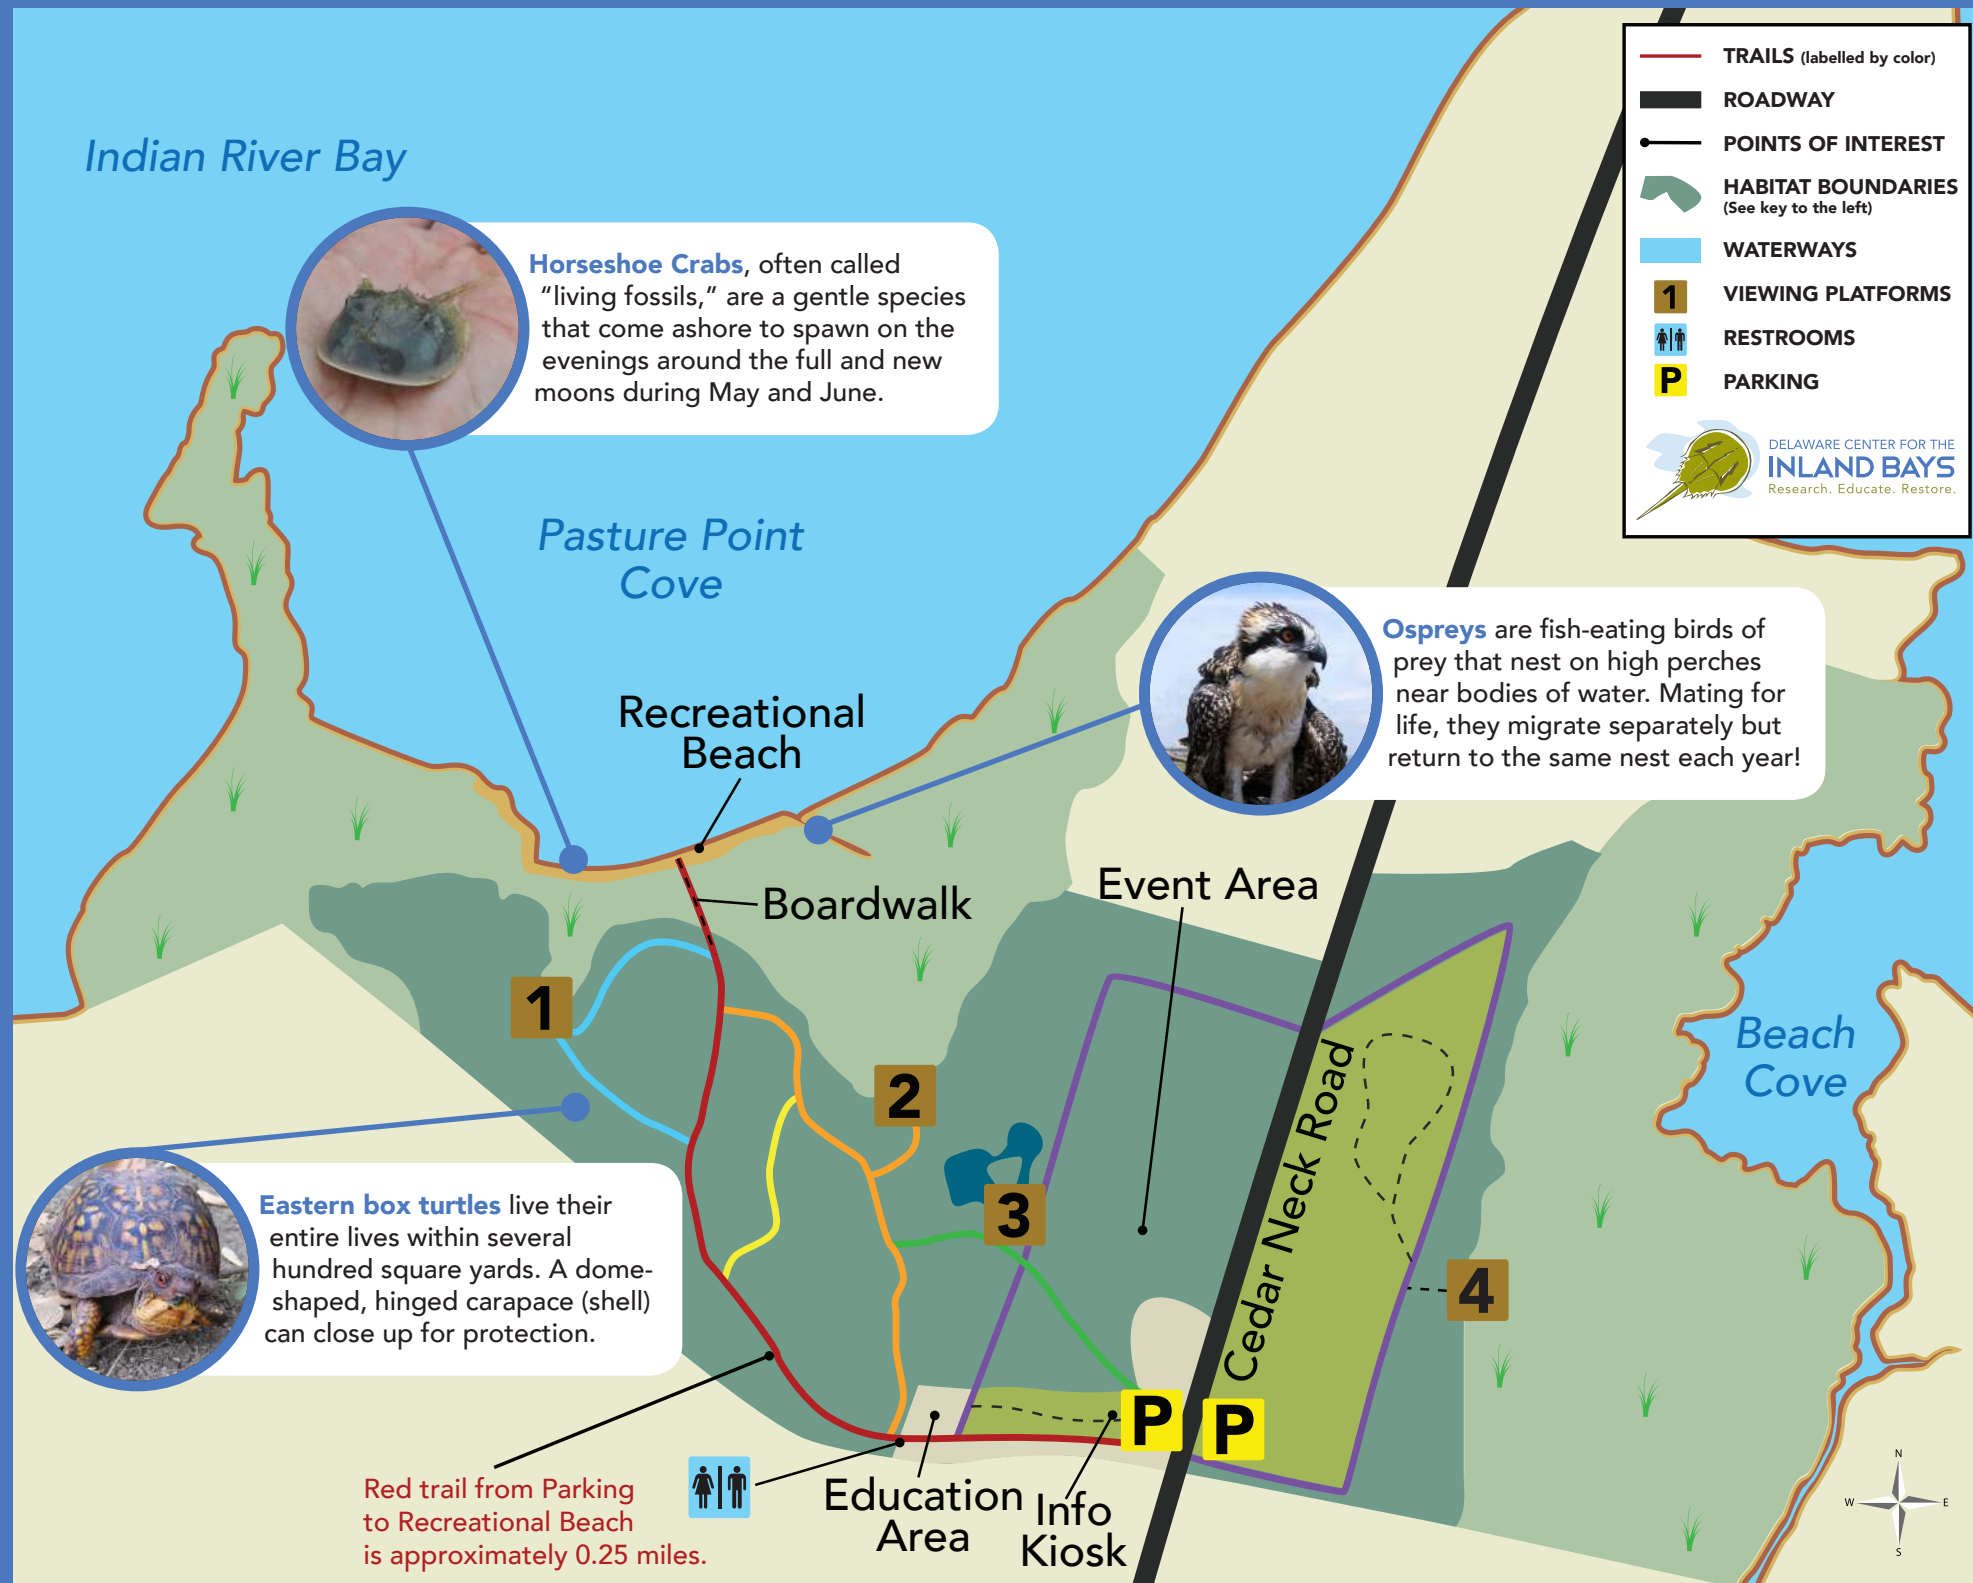 Indian River Bay
Horseshoe Crabs, often called
“living fossils,” are a gentle species
that come ashore to spawn on the
evenings around the full and new
moons during May and June.
Pasture Point
Cove
Recreational
Beach
Boardwalk
Ospreys are fish-eating birds of
prey that nest on high perches
near bodies of water. Mating for
life, they migrate separately but
return to the same nest each year!
Event Area
TRAILS (labelled by color)
ROADWAY
POINTS OF INTEREST
HABITAT BOUNDARIES
(See key to the left)
WATERWAYS
1 VIEWING PLATFORMS
RESTROOMS
P PARKING
DELAWARE CENTER FOR THE
INLAND BAYS
Research. Educate. Restore.
1
2
3
4
Beach
Cove
Cedar Neck Road
Eastern box turtles live their
entire lives within several
hundred square yards. A dome-
shaped, hinged carapace (shell)
can close up for protection.
P
P
Red trail from Parking
to Recreational Beach
is approximately 0.25 miles.
Education
Area
Info
Kiosk
N
W
E
S